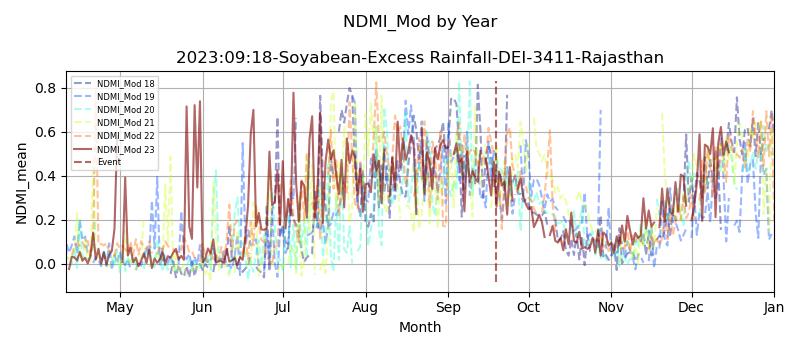 NDMI_Mod by Year
2023:09:18-Soyabean-Excess Rainfall-DEI-3411-Rajasthan
NDMI_mean
0.8
0.6
0.4
0.2
0.0
NDMI_Mod 18
NDMI_Mod 19
NDMI_Mod 20
NDMI_Mod 21
NDMI_Mod 22
NDMI_Mod 23
Event
May Jun Jul Aug Sep Oct Nov Dec Jan
Month